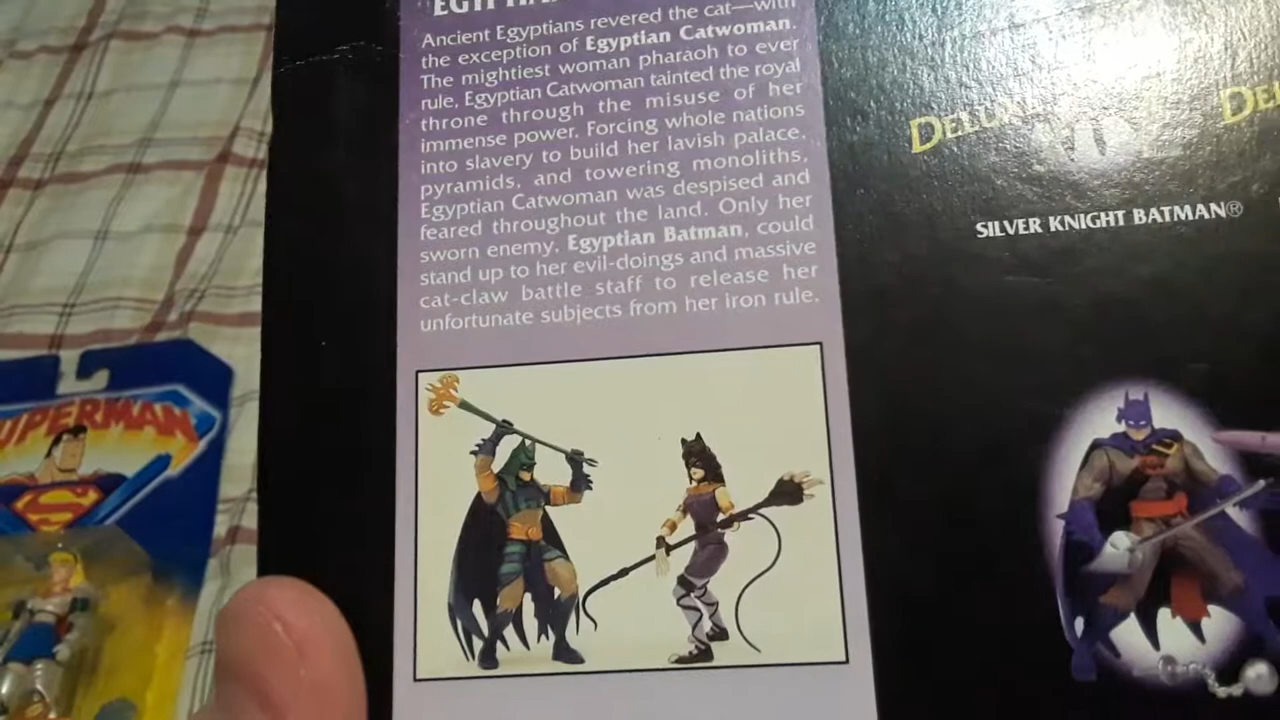 Ancient Egyptians revered the cat—with
the exception of Egyptian Catwoman.
The mightiest woman pharaoh to ever
rule, Egyptian Catwoman tainted the royal
throne through the misuse of her
immense power. Forcing whole nations
into slavery to build her lavish palace,
pyramids, and towering monoliths,
Egyptian Catwoman was despised and
feared throughout the land. Only her
sworn enemy, Egyptian Batman, could
stand up to her evil-doings and massive
cat-claw battle staff to release her
unfortunate subjects from her iron rule.
SILVER KNIGHT BATMAN®
UPERMAN
S